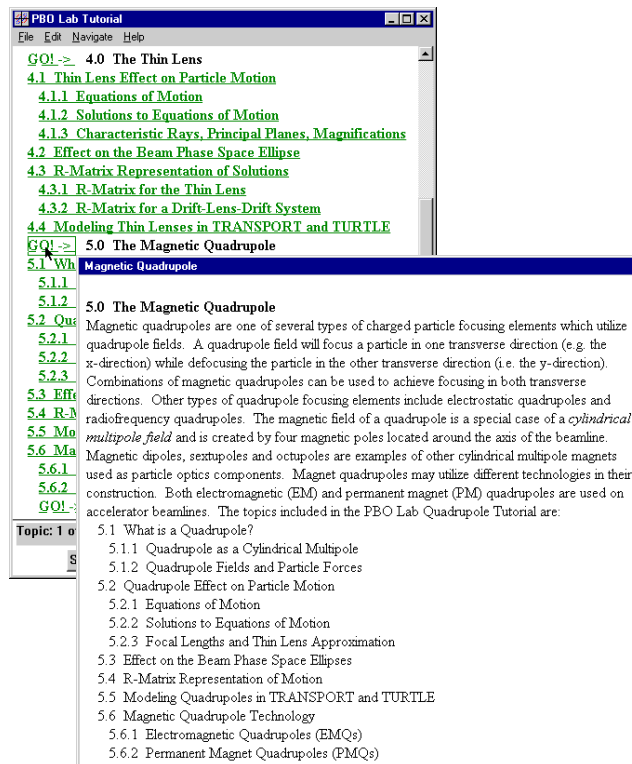 PBO Lab Tutorial
File Edit Navigate Help
GO! -> 4.0 The Thin Lens
4.1 Thin Lens Effect on Particle Motion
4.1.1 Equations of Motion
4.1.2 Solutions to Equations of Motion
4.1.3 Characteristic Rays, Principal Planes, Magnifications
4.2 Effect on the Beam Phase Space Ellipse
4.3 R-Matrix Representation of Solutions
4.3.1 R-Matrix for the Thin Lens
4.3.2 R-Matrix for a Drift-Lens-Drift System
4.4 Modeling Thin Lenses in TRANSPORT and TURTLE
GO! -> 5.0 The Magnetic Quadrupole
5.1 Wh
5.1.1
5.1.2
5.2 Qua
5.2.1
5.2.2
5.2.3
5.3 Effe
5.4 R-M
5.5 Mo
5.6 Ma
5.6.1
5.6.2
GO! -
Topic: 1 o
S
Magnetic Quadrupole
5.0 The Magnetic Quadrupole
Magnetic quadrupoles are one of several types of charged particle focusing elements which utilize
quadrupole fields. A quadrupole field will focus a particle in one transverse direction (e.g. the
x-direction) while defocusing the particle in the other transverse direction (i.e. the y-direction).
Combinations of magnetic quadrupoles can be used to achieve focusing in both transverse
directions. Other types of quadrupole focusing elements include electrostatic quadrupoles and
radiofrequency quadrupoles. The magnetic field of a quadrupole is a special case of a cylindrical
multipole field and is created by four magnetic poles located around the axis of the beamline.
Magnetic dipoles, sextupoles and octupoles are examples of other cylindrical multipole magnets
used as particle optics components. Magnet quadrupoles may utilize different technologies in their
construction. Both electromagnetic (EM) and permanent magnet (PM) quadrupoles are used on
accelerator beamlines. The topics included in the PBO Lab Quadrupole Tutorial are:
5.1 What is a Quadrupole?
5.1.1 Quadrupole as a Cylindrical Multipole
5.1.2 Quadrupole Fields and Particle Forces
5.2 Quadrupole Effect on Particle Motion
5.2.1 Equations of Motion
5.2.2 Solutions to Equations of Motion
5.2.3 Focal Lengths and Thin Lens Approximation
5.3 Effect on the Beam Phase Space Ellipses
5.4 R-Matrix Representation of Motion
5.5 Modeling Quadrupoles in TRANSPORT and TURTLE
5.6 Magnetic Quadrupole Technology
5.6.1 Electromagnetic Quadrupoles (EMQs)
5.6.2 Permanent Magnet Quadrupoles (PMQs)